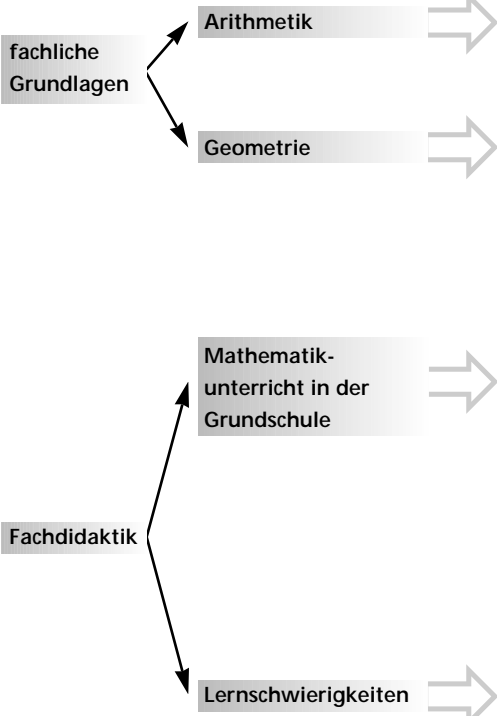 Arithmetik
fachliche
Grundlagen
Geometrie
Mathematik-
unterricht in der
Grundschule
Fachdidaktik
Lernschwierigkeiten